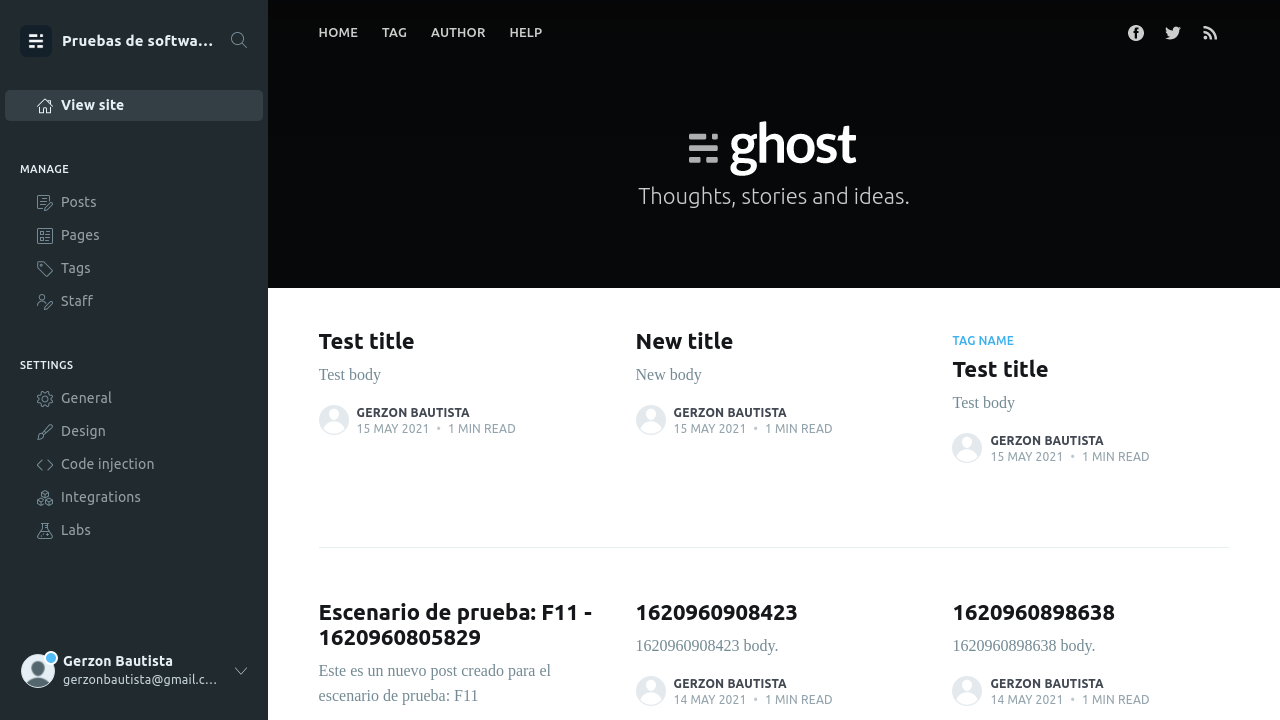 Pruebas de softwa...
View site
MANAGE
Posts
Pages
Tags
Staff
SETTINGS
General
Design
Code injection
Integrations
Labs
Gerzon Bautista
gerzonbautista@gmail.c...
HOME TAG AUTHOR HELP
ghost
Thoughts, stories and ideas.
Test title
Test body
GERZON BAUTISTA
15 MAY 2021 • 1 MIN READ
New title
New body
GERZON BAUTISTA
15 MAY 2021 • 1 MIN READ
TAG NAME
Test title
Test body
GERZON BAUTISTA
15 MAY 2021 • 1 MIN READ
Escenario de prueba: F11 -
1620960805829
Este es un nuevo post creado para el
escenario de prueba: F11
1620960908423
1620960908423 body.
GERZON BAUTISTA
14 MAY 2021 • 1 MIN READ
1620960898638
1620960898638 body.
GERZON BAUTISTA
14 MAY 2021 • 1 MIN READ